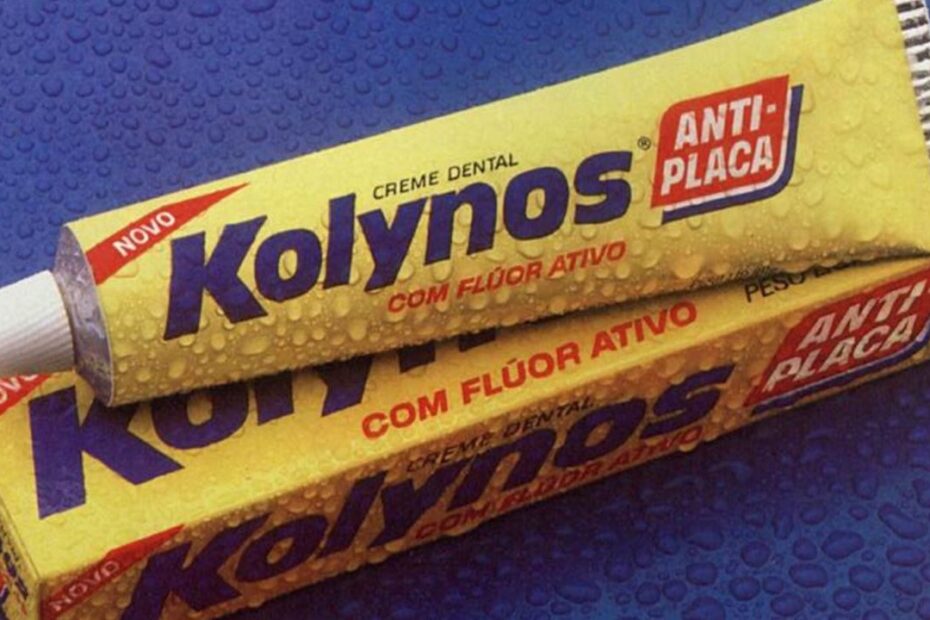 NOVO
CREME DENTAL
Kolynos®
COM FLÚOR ATIVO
ANTI-
PLACA
Kolynos
COM FLÚOR ATIVO
PESO
ANTI-
PLACA
NOVO
CREME DENTAL
Kolynos
COM FLÚOR ATIVO